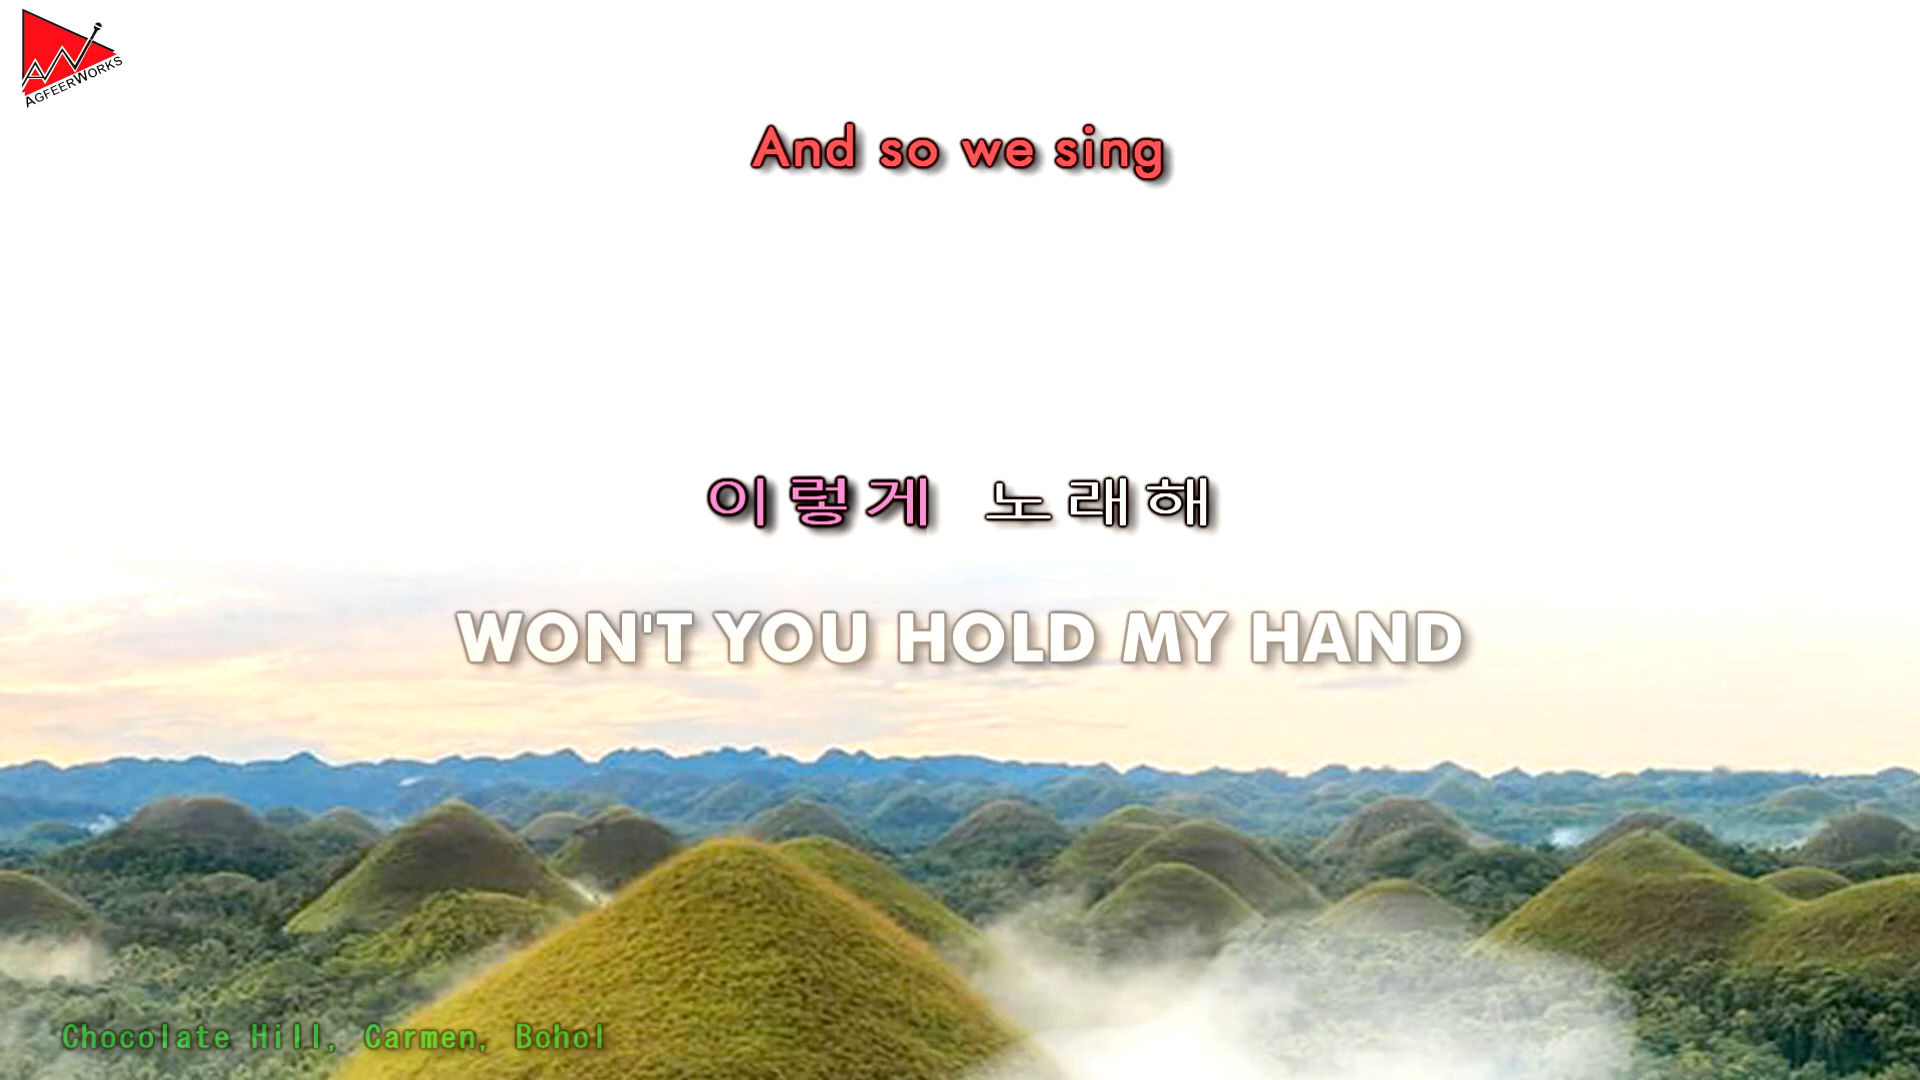 AGFEERWORKS
And so we sing
이렇게 노래해
WON'T YOU HOLD MY HAND
Chocolate Hill, Carmen, Bohol